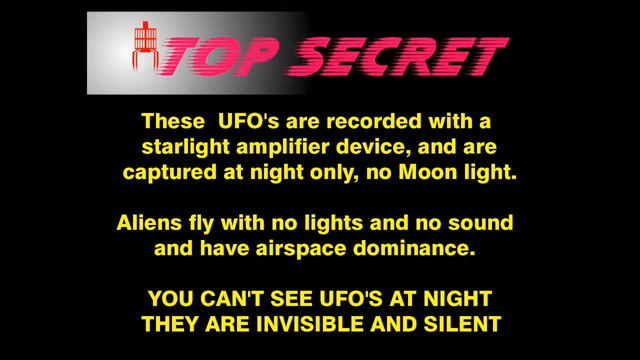 TOP SECRET
These  UFO's are recorded with a
starlight amplifier device, and are
captured at night only, no Moon light.
Aliens fly with no lights and no sound
and have airspace dominance.
YOU CAN'T SEE UFO'S AT NIGHT
THEY ARE INVISIBLE AND SILENT